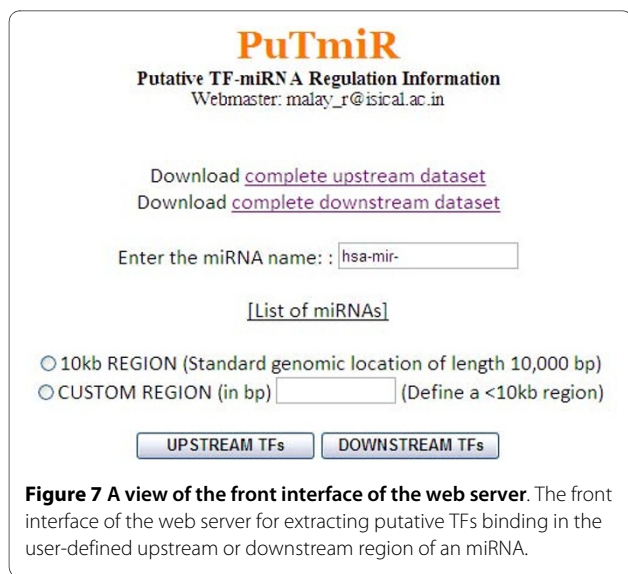 PuTmiR
Putative TF-miRNA Regulation Information
Webmaster: malay_r@isical.ac.in
Download complete upstream dataset
Download complete downstream dataset
Enter the miRNA name: : hsa-mir-
[List of miRNAs]
10kb REGION (Standard genomic location of length 10,000 bp)
CUSTOM REGION (in bp) (Define a <10kb region)
UPSTREAM TFs DOWNSTREAM TFs
Figure 7 A view of the front interface of the web server. The front
interface of the web server for extracting putative TFs binding in the
user-defined upstream or downstream region of an miRNA.